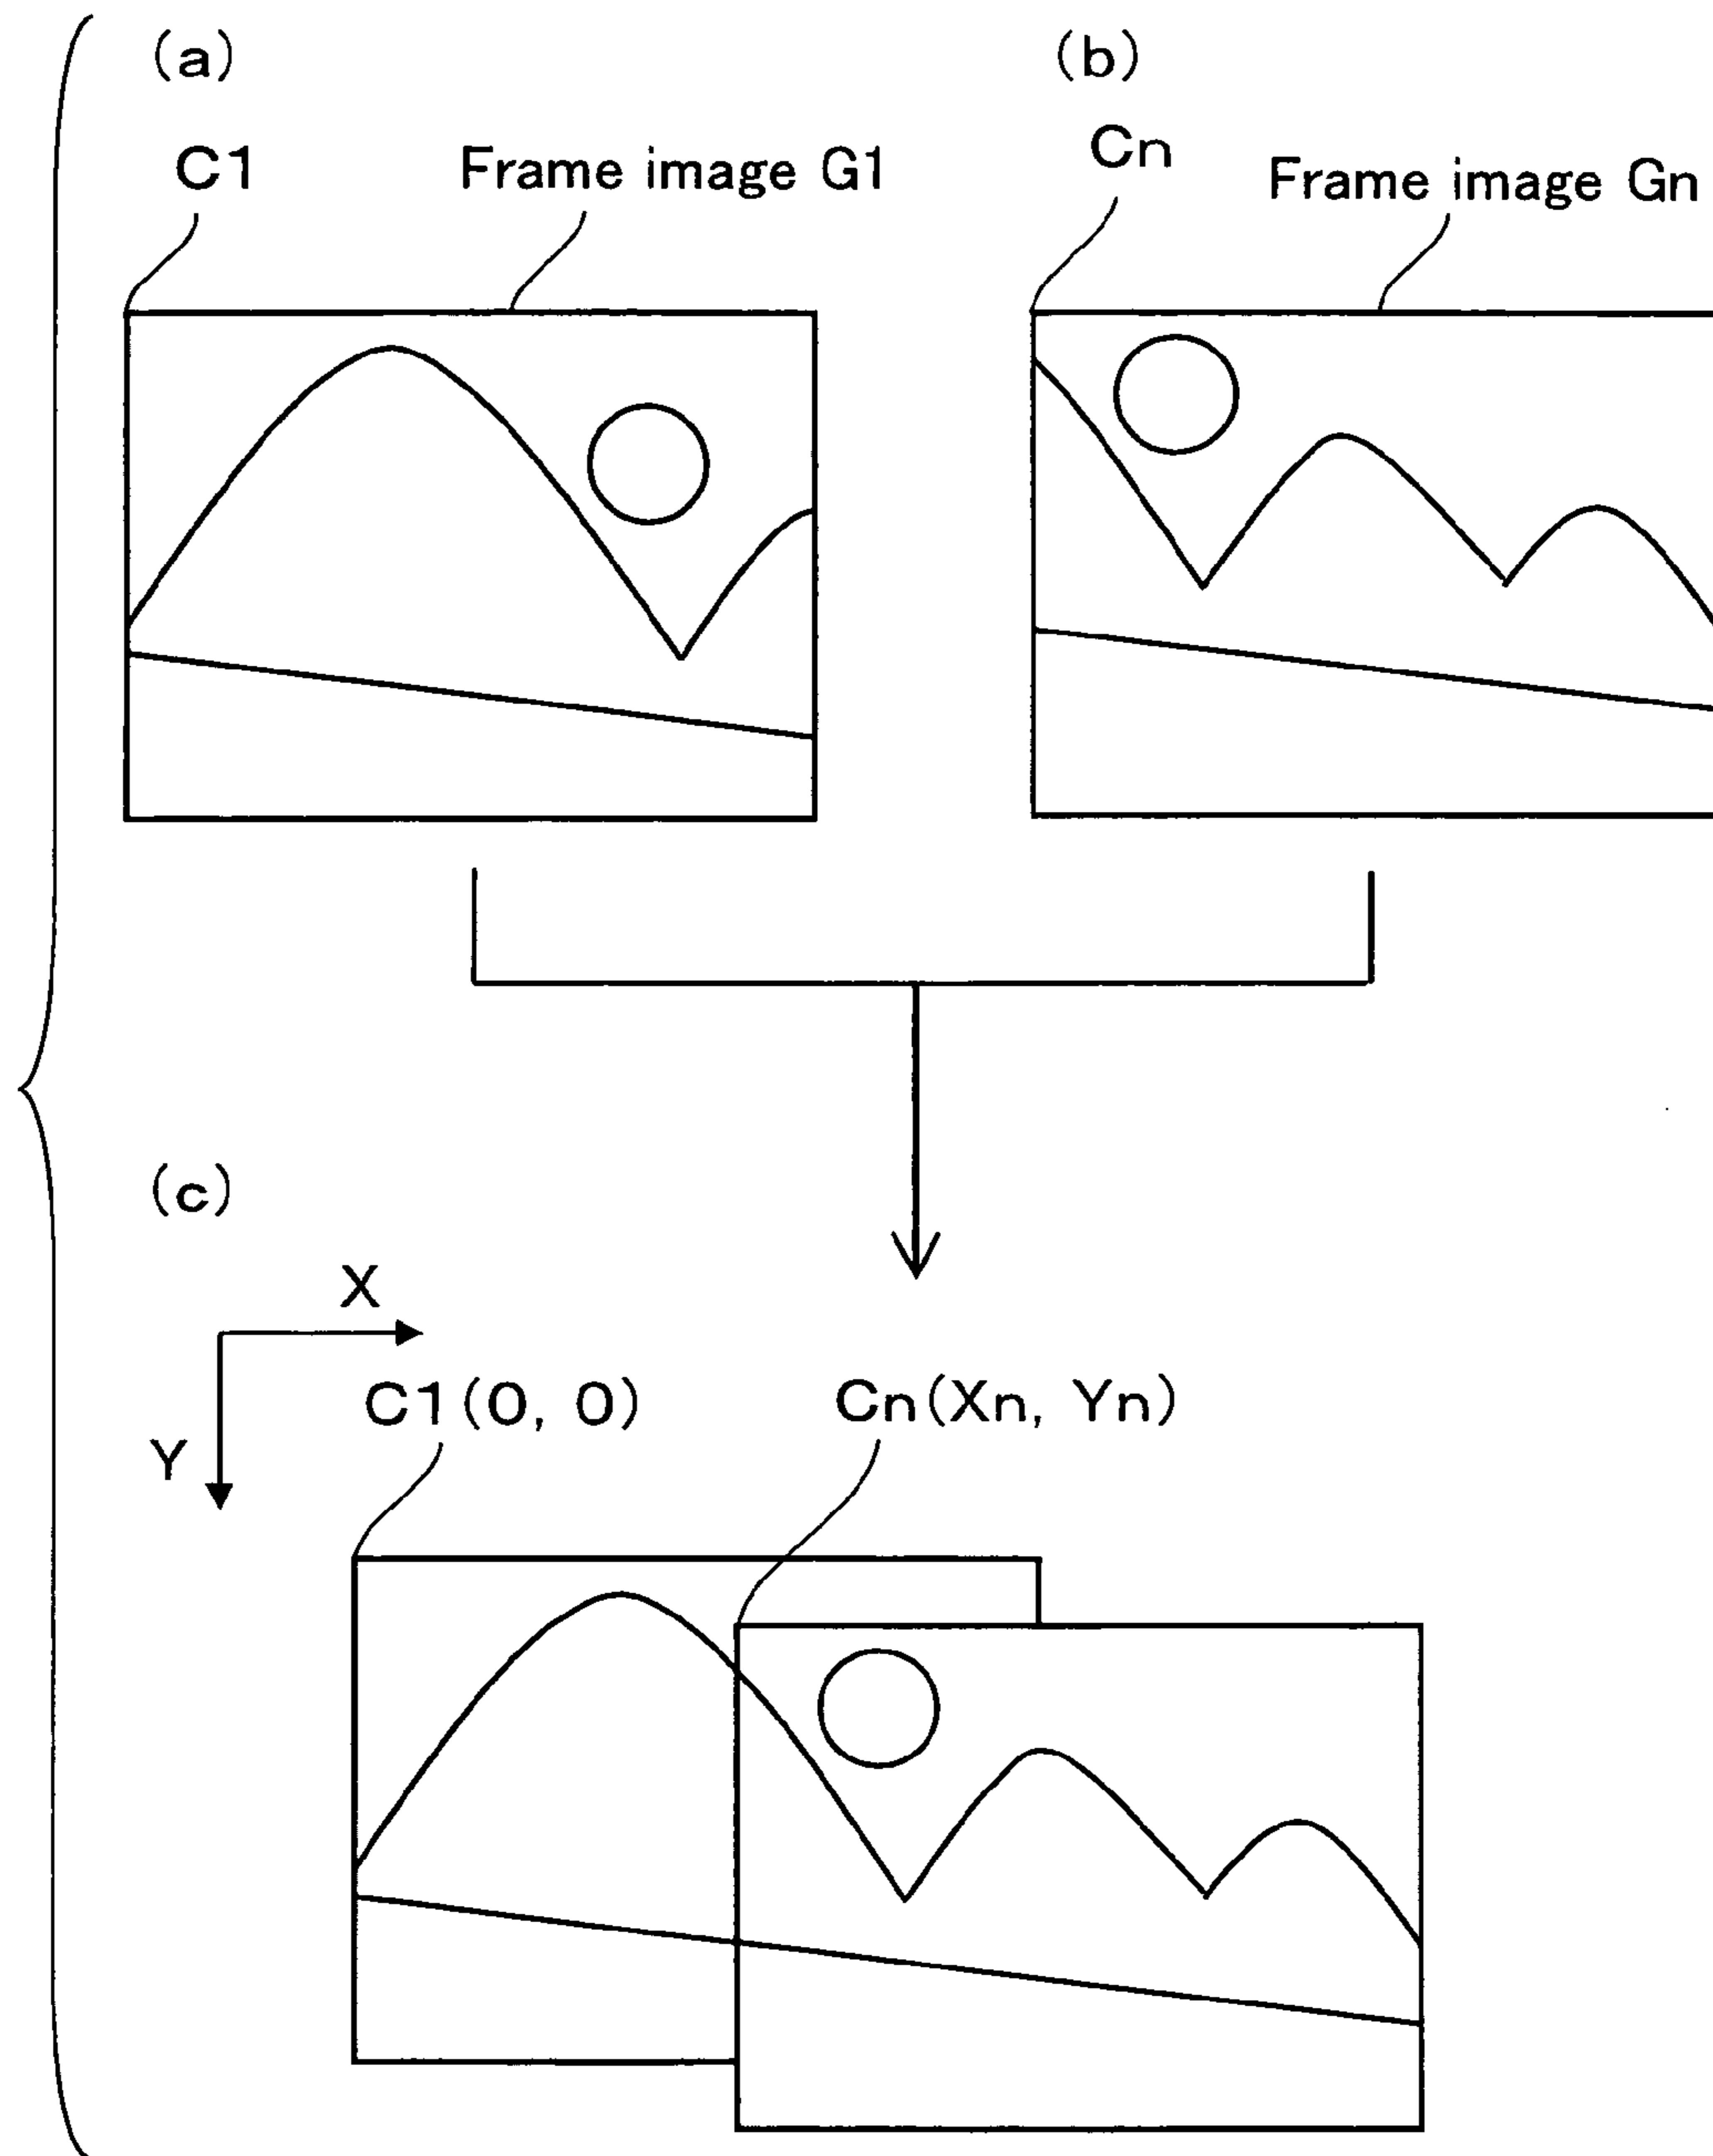 (a)
C1
Frame image G1
(b)
Cn
Frame image Gn
(c)
X
Y
C1(0, 0)
Cn(Xn, Yn)